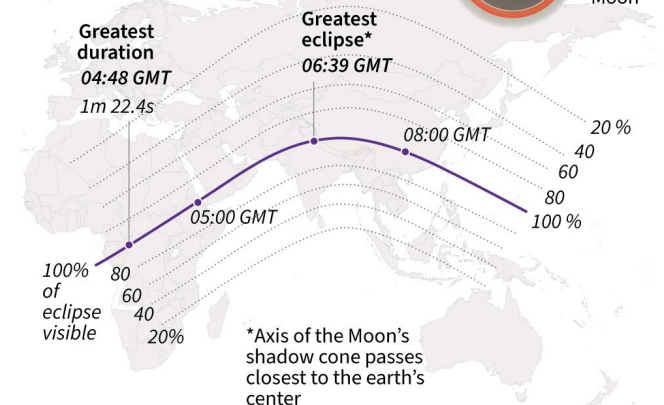 Moon
Greatest
duration
04:48 GMT
1m 22.4s
Greatest
eclipse*
06:39 GMT
08:00 GMT
20 %
40
60
80
100 %
05:00 GMT
100%
of
eclipse
visible
80
60
40
20%
*Axis of the Moon's
shadow cone passes
closest to the earth's
center